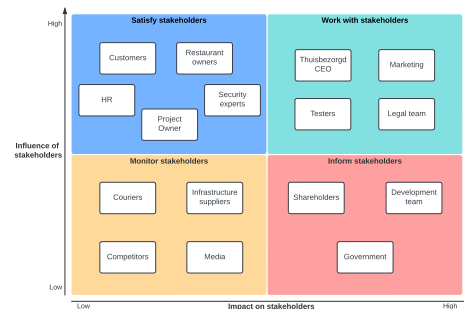 High
Satisfy stakeholders
Work with stakeholders
Customers
Restaurant
owners
Thuisbezorgd
CEO
Marketing
HR
Security
experts
Project
Owner
Testers
Legal team
Influence of
stakeholders
Monitor stakeholders
Inform stakeholders
Couriers
Infrastructure
suppliers
Shareholders
Development
team
Competitors
Media
Government
Low
Low
Impact on stakeholders
High